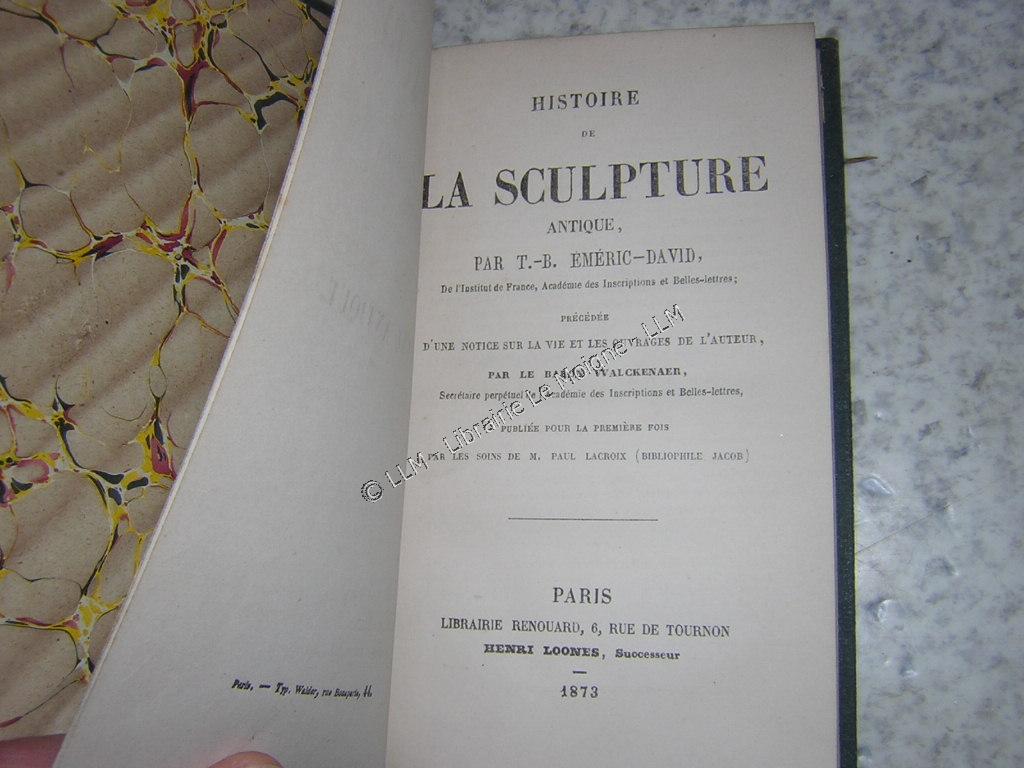 HISTOIRE
DE
LA SCULPTURE
ANTIQUE,
PAR T.-B. ÉMÉRIC-DAVID,
De l'Institut de France, Académie des Inscriptions et Belles-lettres;
PRÉCÉDÉE
D'UNE NOTICE SUR LA VIE ET LES OUVRAGES DE L'AUTEUR,
PAR LE BARON WALCKENAER,
Secrétaire perpétuel de l'Académie des Inscriptions et Belles-lettres,
PUBLIÉE POUR LA PREMIÈRE FOIS
PAR LES SOINS DE M. PAUL LACROIX (BIBLIOPHILE JACOB)
PARIS
LIBRAIRIE RENOUARD, 6, RUE DE TOURNON
HENRI LOONES, Successeur
1873
Paris. — Typ. Walder, rue Bonaparte, 44.
© LLM - Librairie Le Moigne - LLM